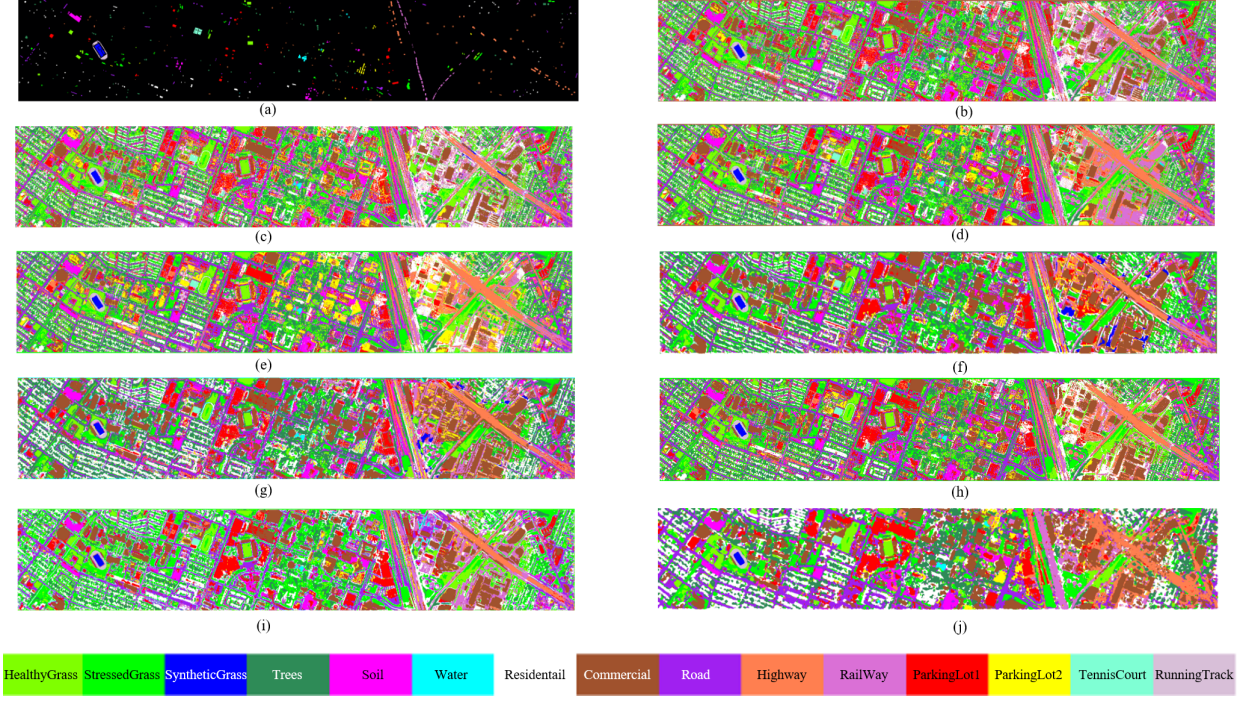 (a)
(b)
(c)
(d)
(e)
(f)
(g)
(h)
(i)
(j)
HealthyGrass StressedGrass SyntheticGrass Trees Soil Water Residentail Commercial Road Highway RailWay ParkingLot1 ParkingLot2 TennisCourt RunningTrack